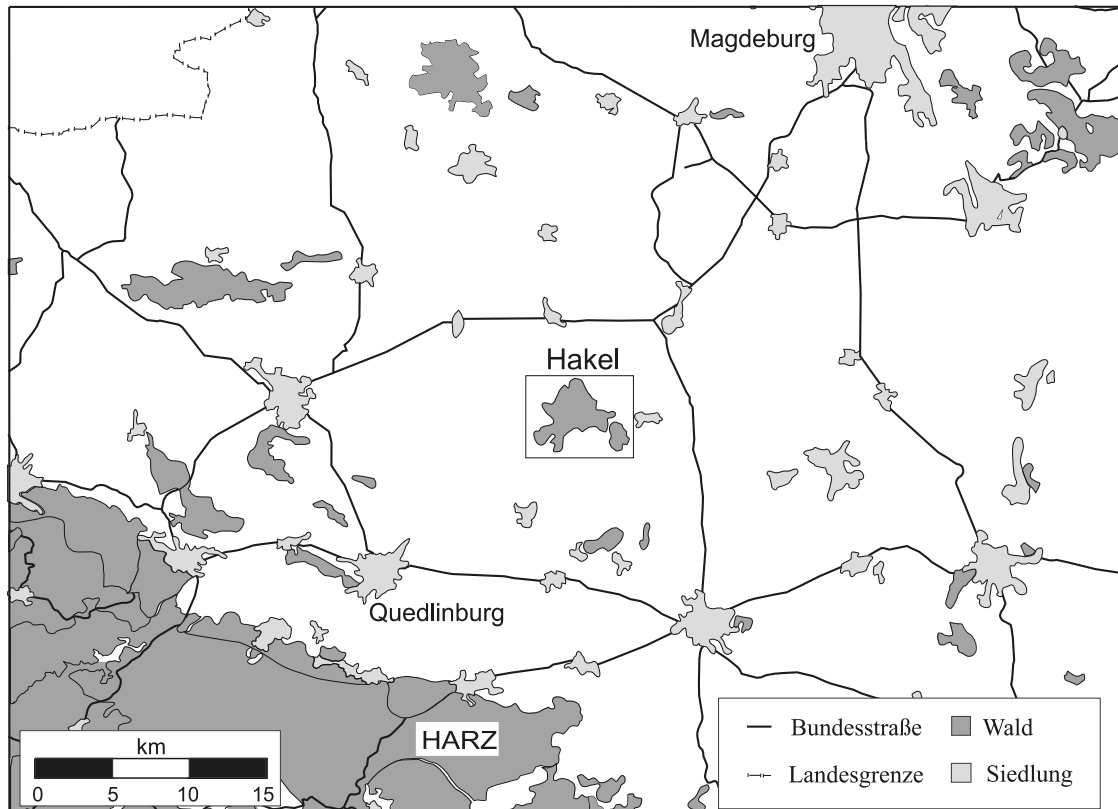 Magdeburg
Hakel
Quedlinburg
HARZ
km
0 5 10 15
Bundesstraße
Wald
Landesgrenze
Siedlung